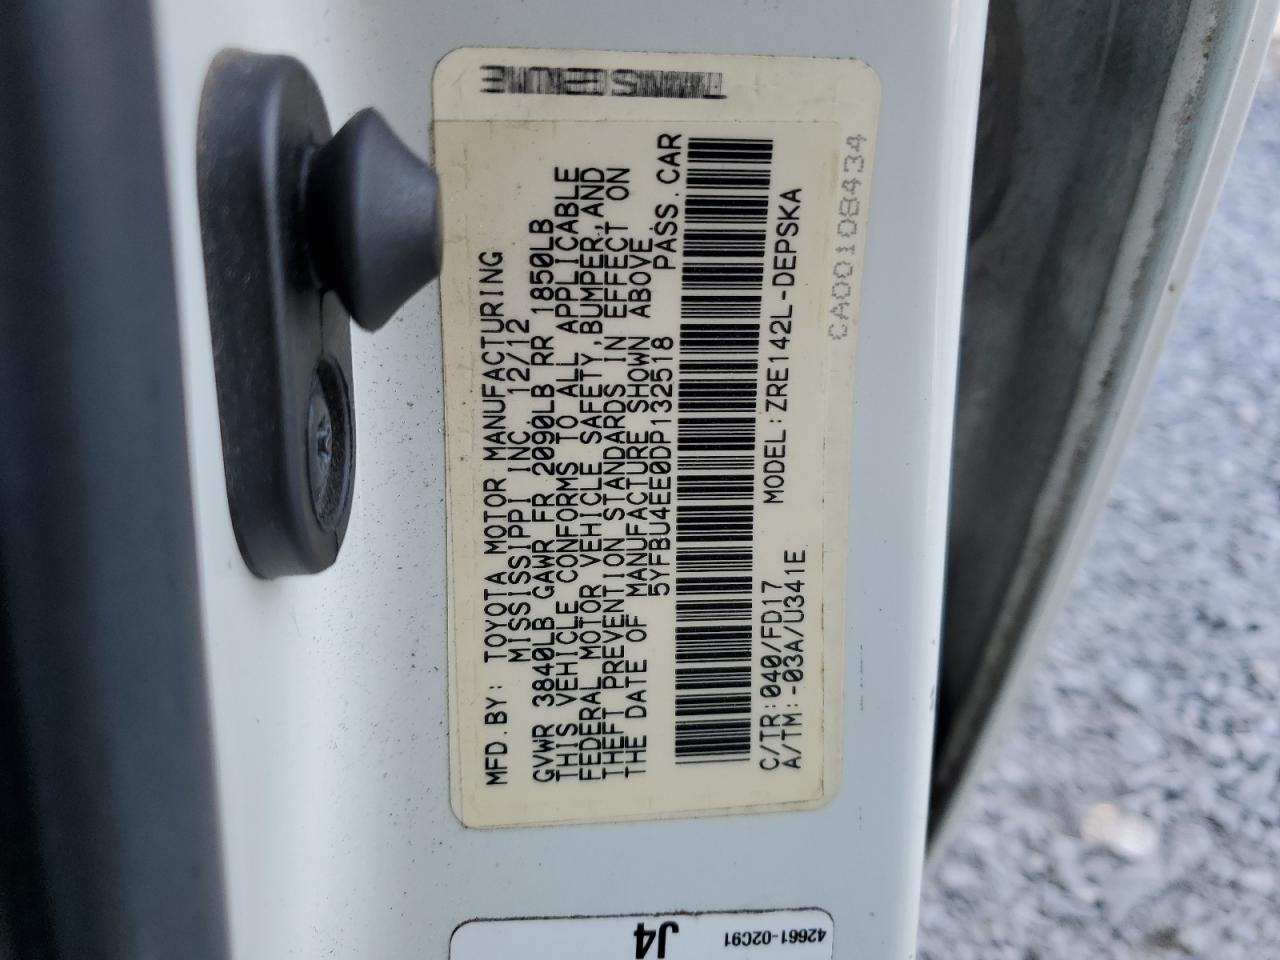 MFD.BY: TOYOTA MOTOR MANUFACTURING
MISSISSIPPI INC. 12/12
GVWR 3840LB GAWR FR 2090LB RR 1850LB
THIS VEHICLE CONFORMS TO ALL APPLICABLE
FEDERAL MOTOR VEHICLE SAFETY,BUMPER,AND
THEFT PREVENTION STANDARDS IN EFFECT ON
THE DATE OF MANUFACTURE SHOWN ABOVE.
5YFBU4EE0DP132518 PASS.CAR
MODEL:ZRE142L-DEPSKA
C/TR:040/FD17
A/TM:-03A/U341E
CA00108434
J4
42661-02C91